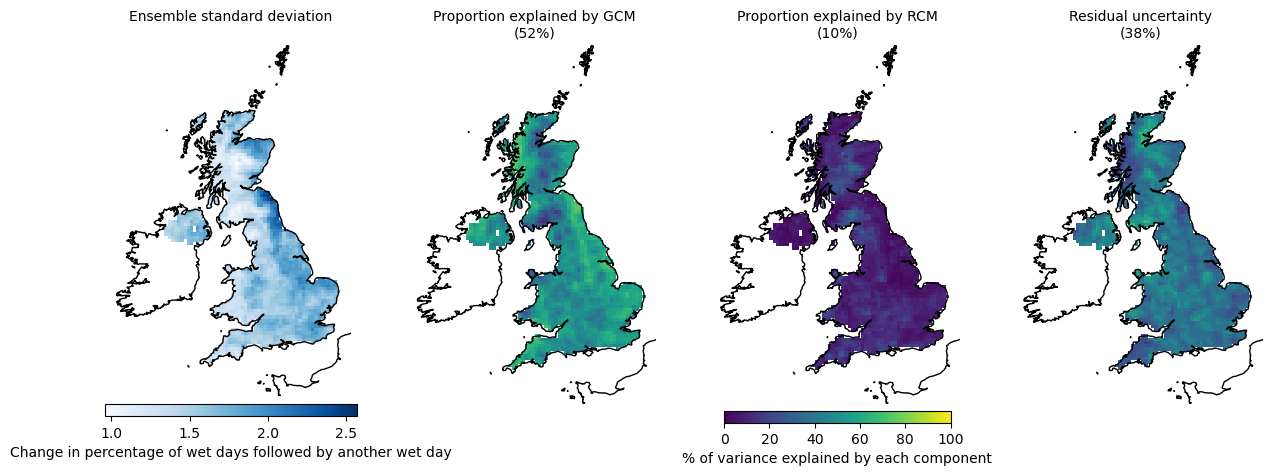 Ensemble standard deviation
Proportion explained by GCM
(52%)
Proportion explained by RCM
(10%)
Residual uncertainty
(38%)
1.0 1.5 2.0 2.5
Change in percentage of wet days followed by another wet day
0 20 40 60 80 100
% of variance explained by each component